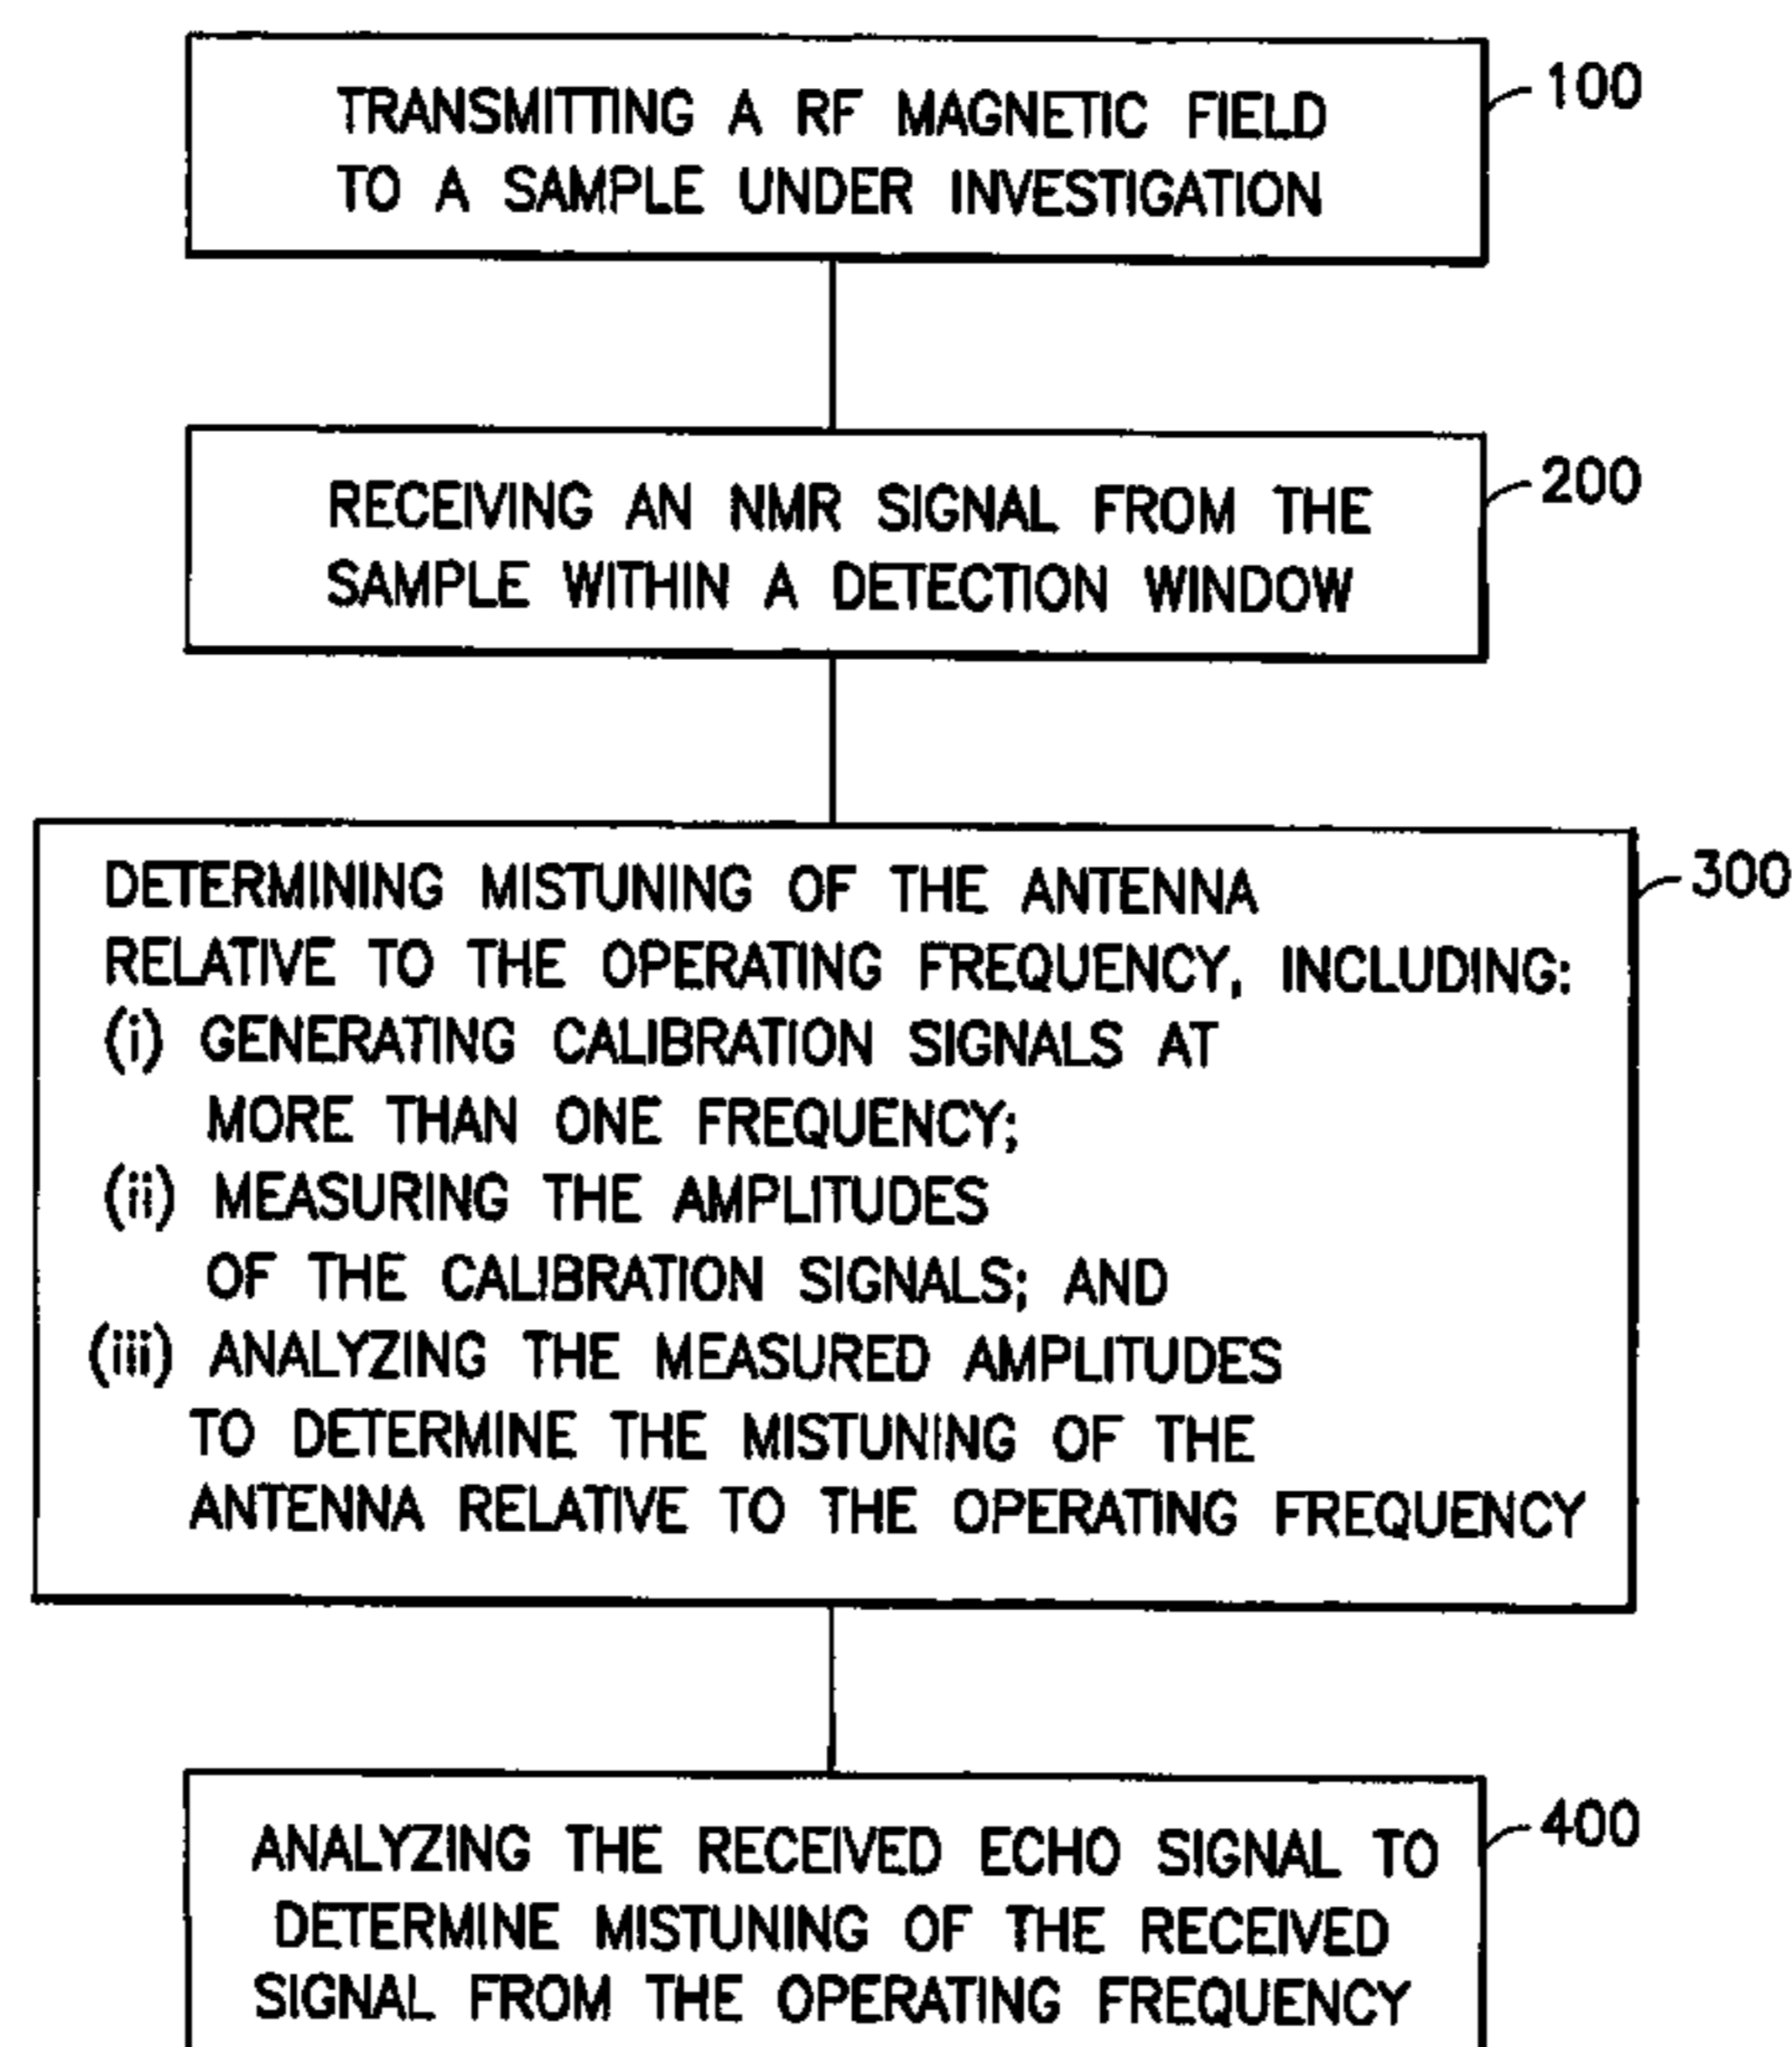 TRANSMITTING A RF MAGNETIC FIELD
TO A SAMPLE UNDER INVESTIGATION
100
RECEIVING AN NMR SIGNAL FROM THE
SAMPLE WITHIN A DETECTION WINDOW
200
DETERMINING MISTUNING OF THE ANTENNA
RELATIVE TO THE OPERATING FREQUENCY, INCLUDING:
(i) GENERATING CALIBRATION SIGNALS AT
MORE THAN ONE FREQUENCY;
(ii) MEASURING THE AMPLITUDES
OF THE CALIBRATION SIGNALS; AND
(iii) ANALYZING THE MEASURED AMPLITUDES
TO DETERMINE THE MISTUNING OF THE
ANTENNA RELATIVE TO THE OPERATING FREQUENCY
300
ANALYZING THE RECEIVED ECHO SIGNAL TO
DETERMINE MISTUNING OF THE RECEIVED
SIGNAL FROM THE OPERATING FREQUENCY
400